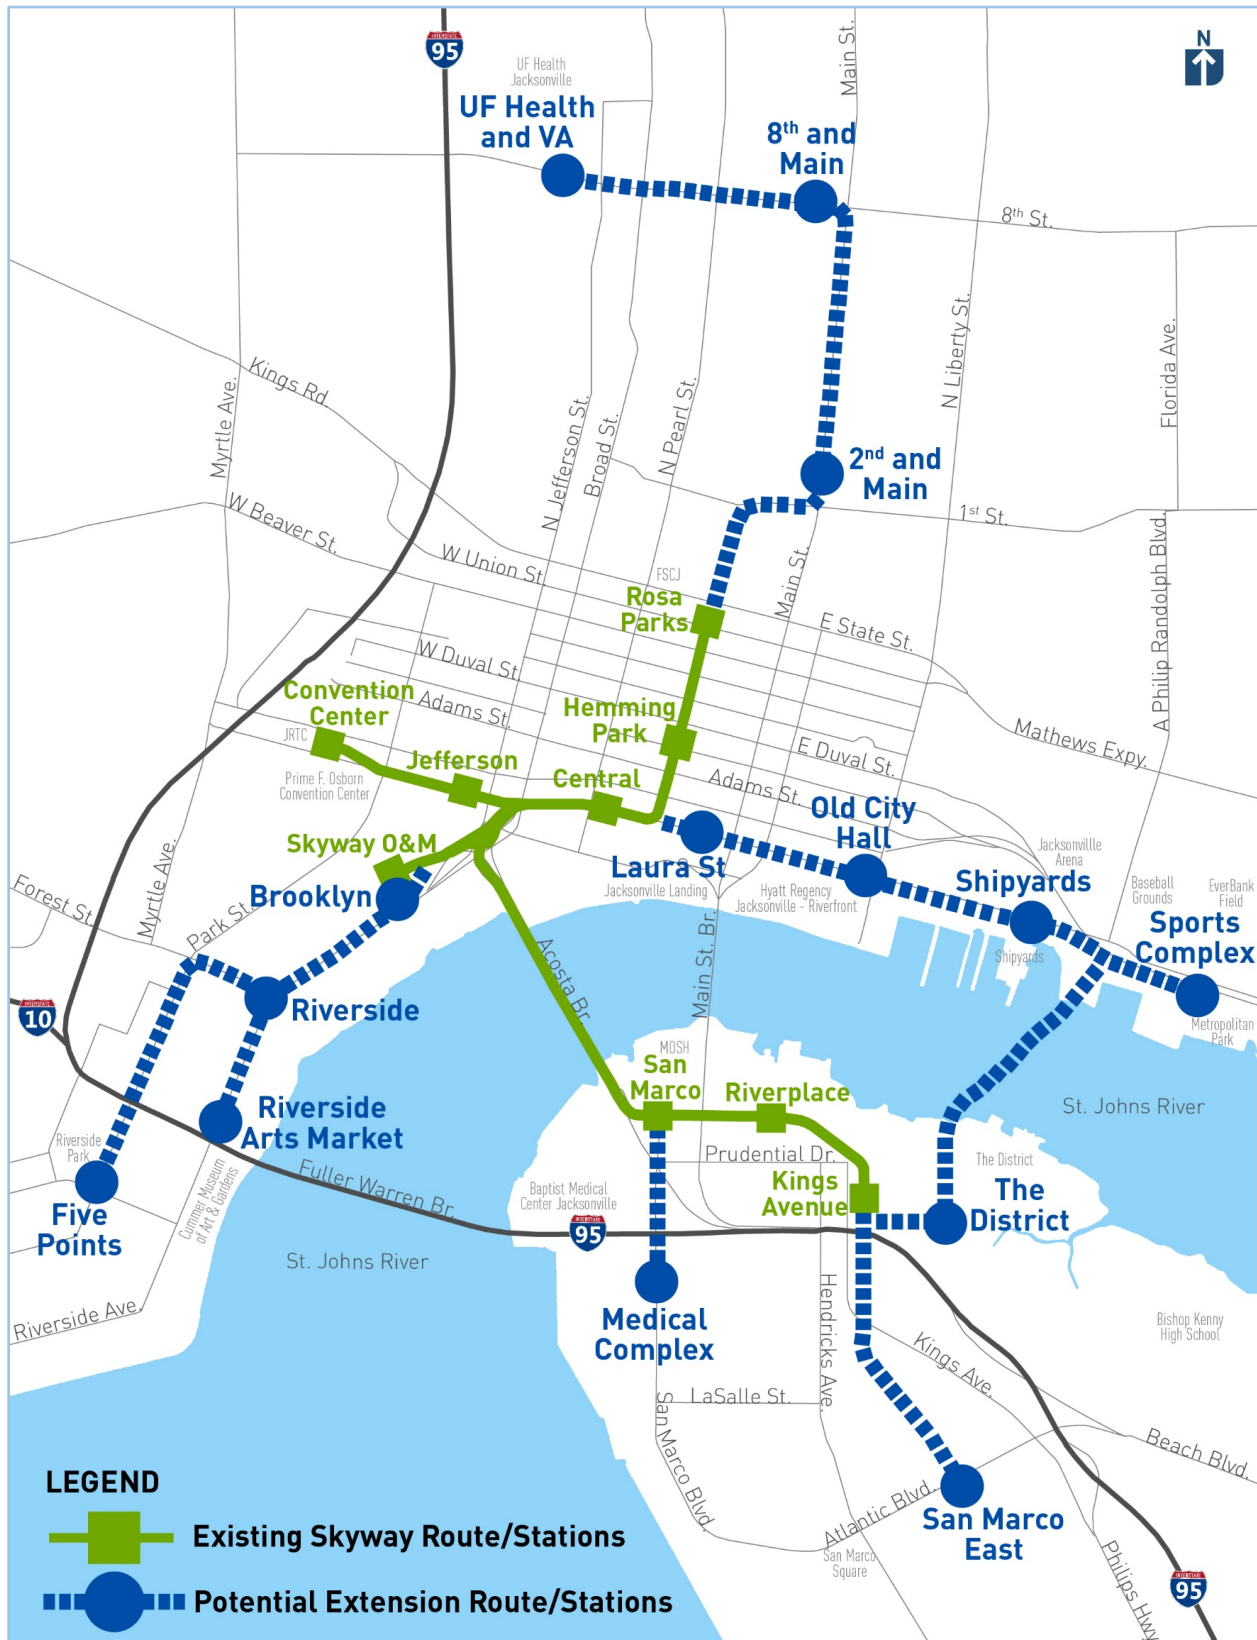 INTERSTATE
95
N
UF Health
Jacksonville
UF Health
and VA
Main St.
8th and
Main
8th St.
N Liberty St.
Florida Ave.
Kings Rd.
Myrtle Ave.
N Jefferson St.
Broad St.
N Pearl St.
2nd and
Main
1st St.
W Beaver St.
W Union St.
FSCJ
Rosa
Parks
Main St.
E State St.
A Philip Randolph Blvd.
W Duval St.
Convention
Center
Adams St.
Hemming
Park
Mathews Expy.
JRTC
Jefferson
Central
E Duval St.
Adams St.
Prime F. Osborn
Convention Center
Old City
Hall
Skyway O&M
Laura St
Jacksonville Landing
Hyatt Regency
Jacksonville - Riverfront
Shipyards
Jacksonvillle
Arena
Baseball
Grounds
EverBank
Field
Forest St.
Myrtle Ave.
Park St.
Brooklyn
Sports
Complex
Shipyards
Acosta Br.
Main St. Br.
INTERSTATE
10
Riverside
Metropolitan
Park
MOSH
San
Marco
Riverplace
St. Johns River
Riverside
Arts Market
Riverside
Park
Prudential Dr.
The District
Fuller Warren Br.
Kings
Avenue
The
District
Five
Points
Cummer Museum
of Art & Gardens
Baptist Medical
Center Jacksonville
INTERSTATE
95
St. Johns River
Riverside Ave.
Medical
Complex
Hendricks Ave.
Bishop Kenny
High School
Kings Ave.
LaSalle St.
San Marco Blvd.
Beach Blvd.
Atlantic Blvd.
San Marco
East
San Marco
Square
Philips Hwy.
INTERSTATE
95
LEGEND
Existing Skyway Route/Stations
Potential Extension Route/Stations